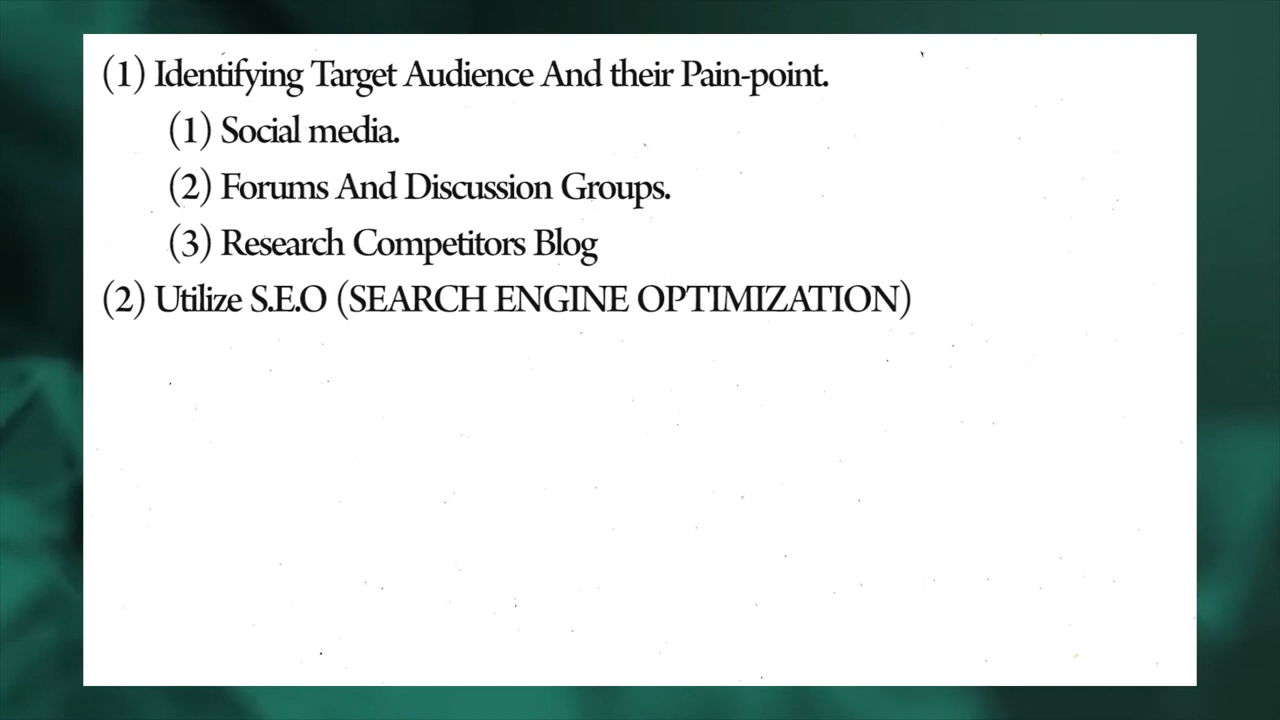 (1) Identifying Target Audience And their Pain-point.
(1) Social media.
(2) Forums And Discussion Groups.
(3) Research Competitors Blog
(2) Utilize S.E.O (SEARCH ENGINE OPTIMIZATION)